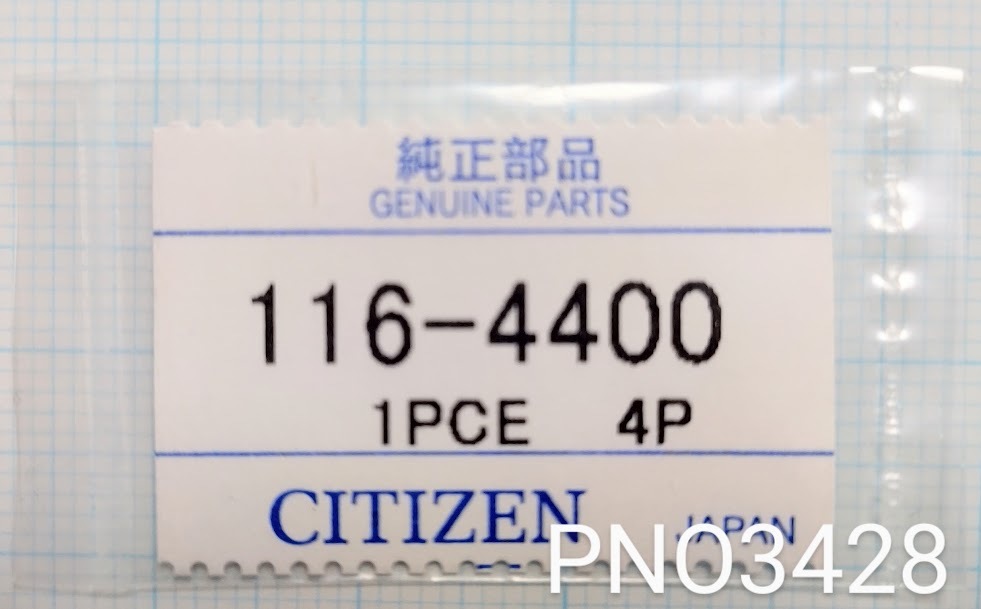 純正部品
GENUINE PARTS
116-4400
1PCE 4P
CITIZEN JAPAN
PNO3428